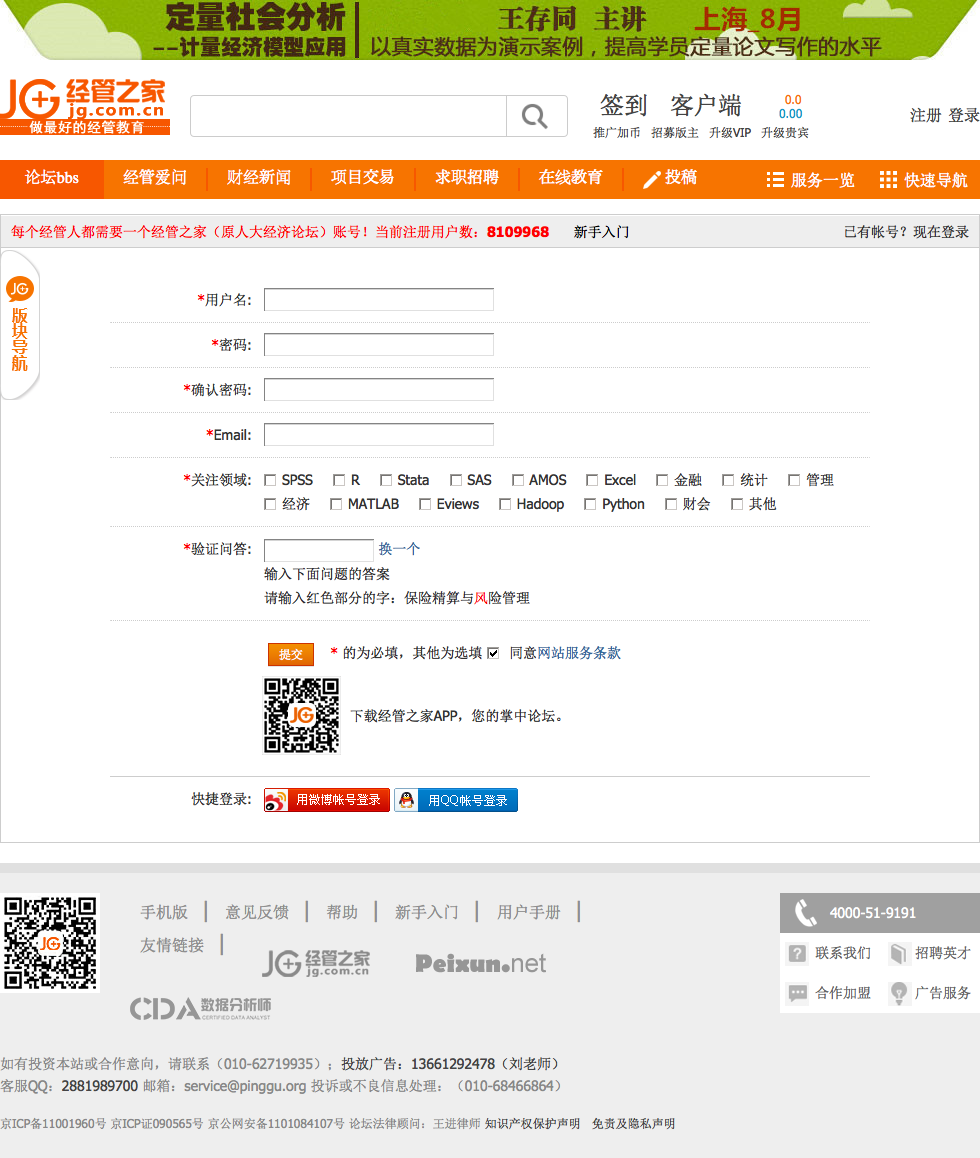 定量社会分析
--计量经济模型应用
王存同 主讲 上海 8月
以真实数据为演示案例，提高学员定量论文写作的水平
JG 经管之家
jg.com.cn
做最好的经管教育
签到 客户端 0.0
0.00
推广加币 招募版主 升级VIP 升级贵宾
注册 登录
论坛bbs 经管爱问 财经新闻 项目交易 求职招聘 在线教育 投稿 服务一览 快速导航
每个经管人都需要一个经管之家（原人大经济论坛）账号！当前注册用户数：8109968 新手入门 已有帐号？现在登录
JG
版块导航
*用户名:
*密码:
*确认密码:
*Email:
*关注领域: SPSS R Stata SAS AMOS Excel 金融 统计 管理
经济 MATLAB Eviews Hadoop Python 财会 其他
*验证问答: 换一个
输入下面问题的答案
请输入红色部分的字：保险精算与风险管理
提交 * 的为必填，其他为选填 同意网站服务条款
JG
下载经管之家APP，您的掌中论坛。
快捷登录: 用微博帐号登录 用QQ帐号登录
JG
手机版 | 意见反馈 | 帮助 | 新手入门 | 用户手册 |
友情链接 |
JG 经管之家
jg.com.cn
Peixun.net
CDA 数据分析师
CERTIFIED DATA ANALYST
4000-51-9191
联系我们 招聘英才
合作加盟 广告服务
如有投资本站或合作意向，请联系（010-62719935）；投放广告：13661292478（刘老师）
客服QQ：2881989700 邮箱：service@pinggu.org 投诉或不良信息处理：（010-68466864）
京ICP备11001960号 京ICP证090565号 京公网安备1101084107号 论坛法律顾问：王进律师 知识产权保护声明 免责及隐私声明